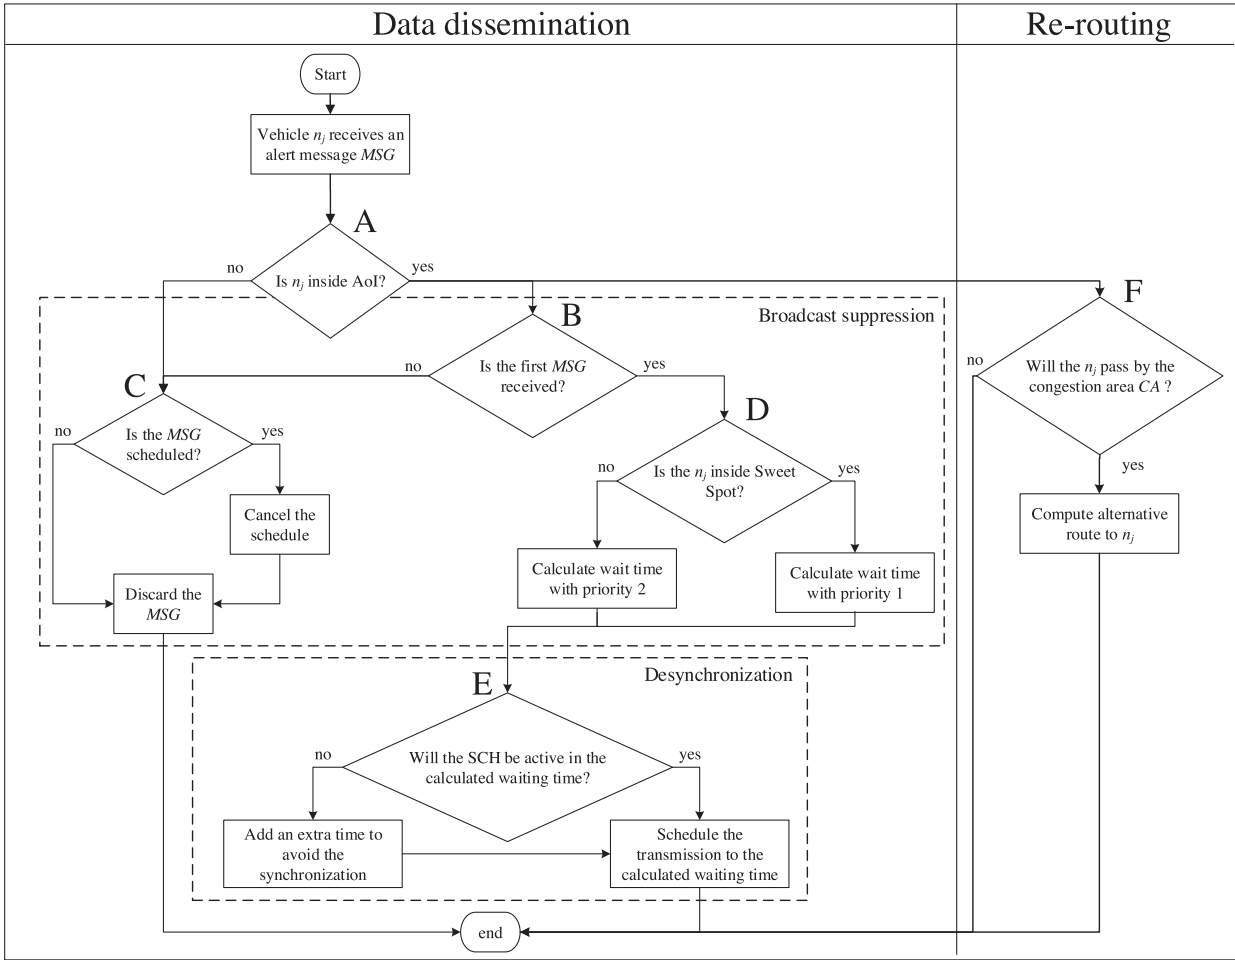 Data dissemination
Re-routing
Start
Vehicle nj receives an
alert message MSG
A
no
Is nj inside AoI?
yes
F
B
Broadcast suppression
no
Is the first MSG
received?
yes
no
Will the nj pass by the
congestion area CA ?
C
D
no
Is the MSG
scheduled?
yes
no
Is the nj inside Sweet
Spot?
yes
yes
Cancel the
schedule
Compute alternative
route to nj
Calculate wait time
with priority 2
Calculate wait time
with priority 1
Discard the
MSG
Desynchronization
E
no
Will the SCH be active in the
calculated waiting time?
yes
Add an extra time to
avoid the
synchronization
Schedule the
transmission to the
calculated waiting time
end